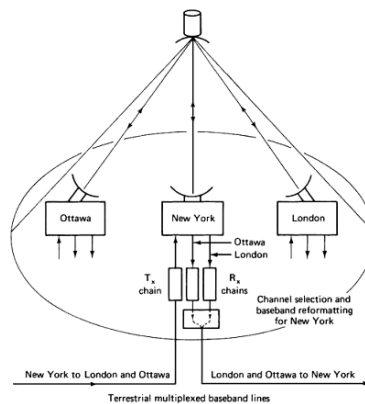 Ottawa
New York
London
Ottawa
London
Tx
chain
Rx
chains
Channel selection and
baseband reformatting
for New York
New York to London and Ottawa
London and Ottawa to New York
Terrestrial multiplexed baseband lines